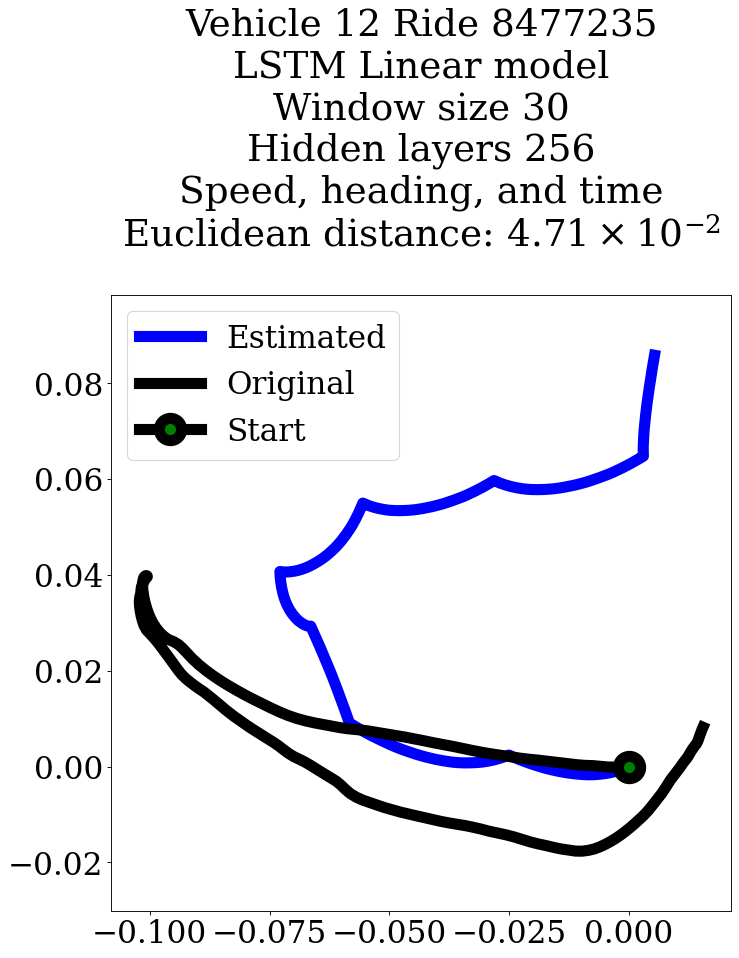 Vehicle 12 Ride 8477235
LSTM Linear model
Window size 30
Hidden layers 256
Speed, heading, and time
Euclidean distance: 4.71 × 10⁻²
Estimated
Original
Start
0.08
0.06
0.04
0.02
0.00
−0.02
−0.100 −0.075 −0.050 −0.025 0.000